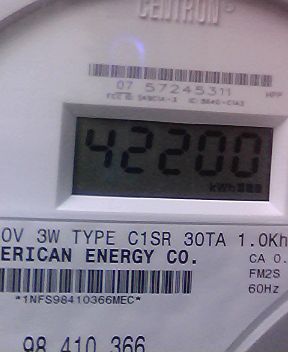 CENTRON®
07 57245311
HPP
42200
kWh
0V 3W TYPE C1SR 30TA 1.0Kh
ERICAN ENERGY CO.
CA 0.
FM2S
60Hz
*1NFS98410366MEC*
98 410 366